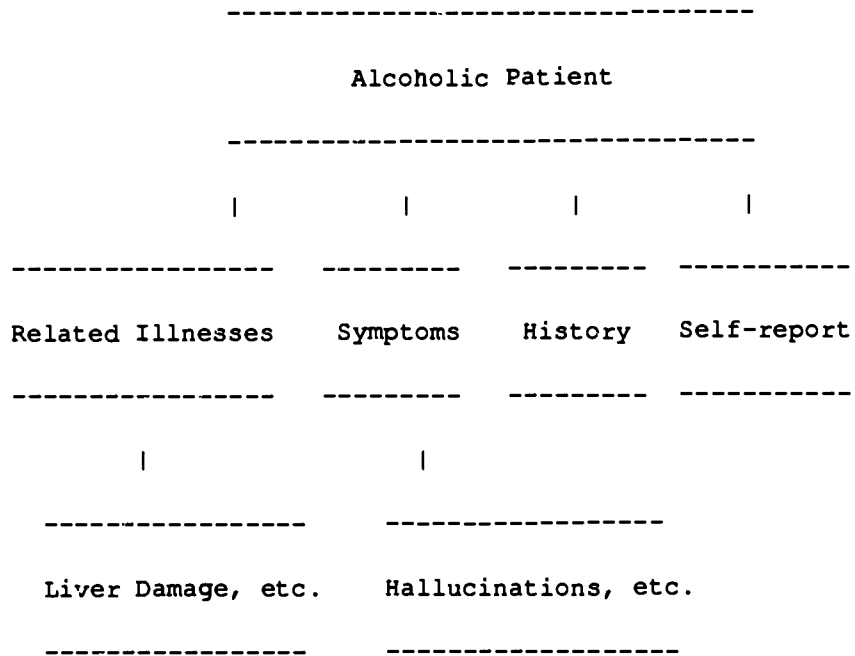 Alcoholic Patient
Related Illnesses Symptoms History Self-report
Liver Damage, etc. Hallucinations, etc.